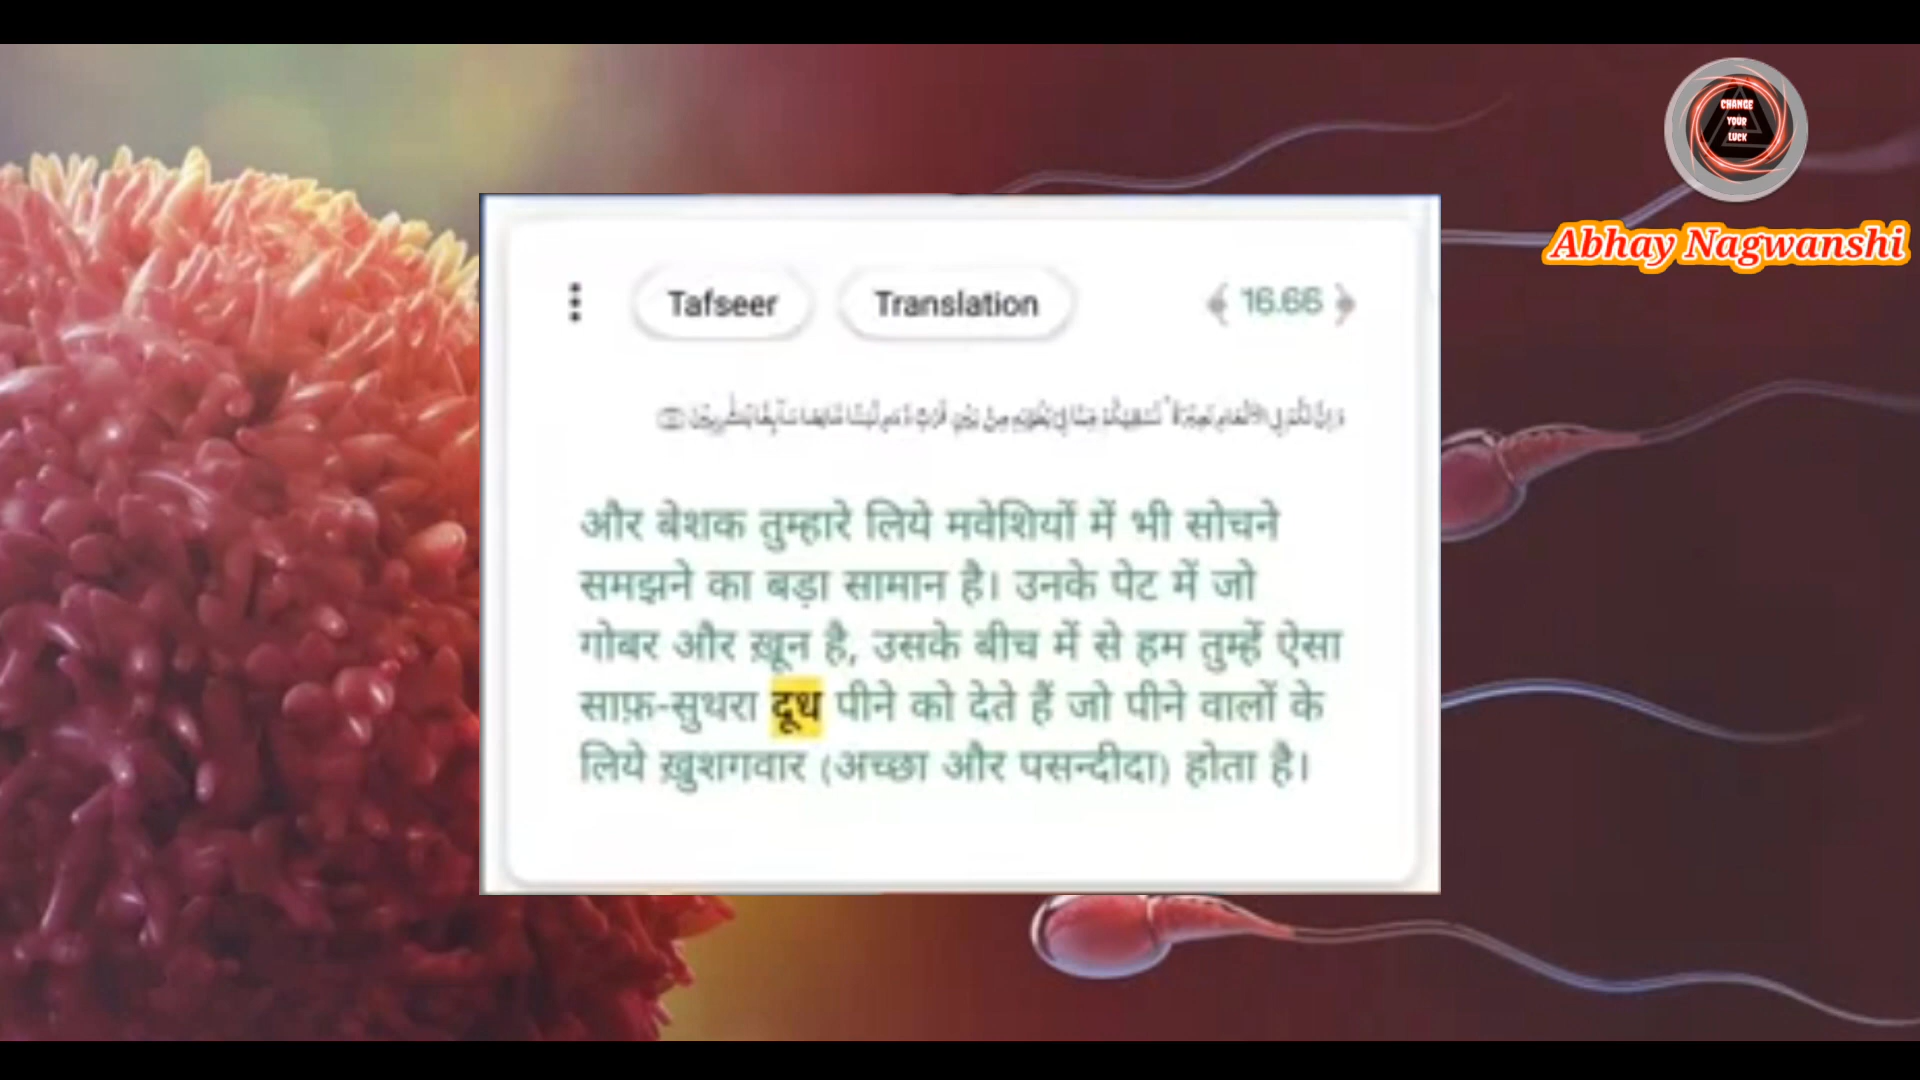 CHANGE
YOUR
LUCK
Abhay Nagwanshi
Tafseer Translation 16.66
और बेशक तुम्हारे लिये मवेशियों में भी सोचने
समझने का बड़ा सामान है। उनके पेट में जो
गोबर और ख़ून है, उसके बीच में से हम तुम्हें ऐसा
साफ़-सुथरा दूध पीने को देते हैं जो पीने वालों के
लिये ख़ुशगवार (अच्छा और पसन्दीदा) होता है।